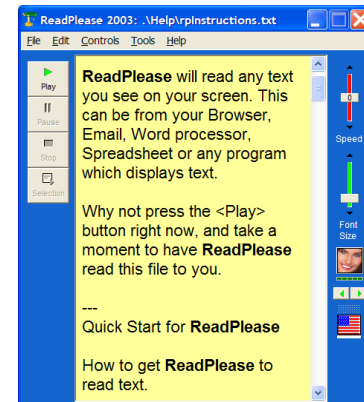 ReadPlease 2003: .\Help\rpInstructions.txt
File Edit Controls Tools Help
Play
Pause
Stop
Selection
ReadPlease will read any text
you see on your screen. This
can be from your Browser,
Email, Word processor,
Spreadsheet or any program
which displays text.
Why not press the <Play>
button right now, and take a
moment to have ReadPlease
read this file to you.
---
Quick Start for ReadPlease
How to get ReadPlease to
read text.
0
Speed
Font
Size